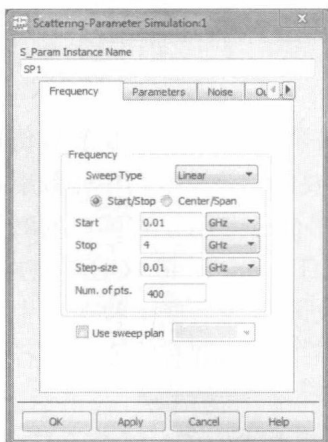 Scattering-Parameter Simulation:1
S_Param Instance Name
SP1
Frequency Parameters Noise
Frequency
Sweep Type Linear
Start/Stop Center/Span
Start 0.01 GHz
Stop 4 GHz
Step-size 0.01 GHz
Num. of pts. 400
Use sweep plan
OK Apply Cancel Help